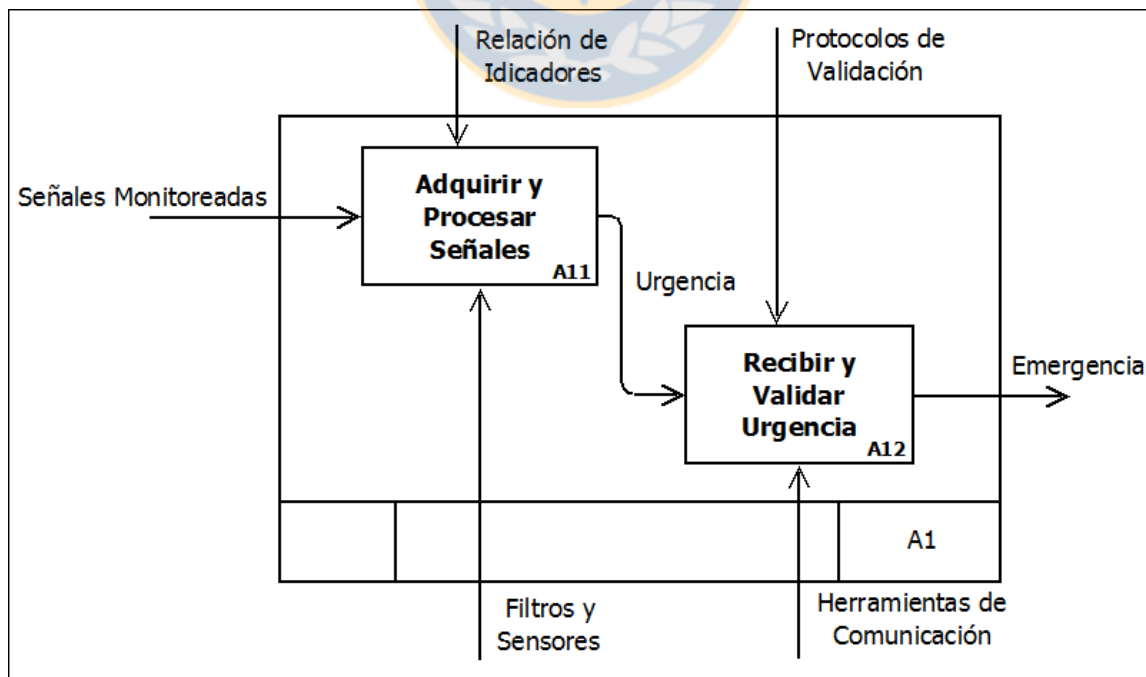 Relación de
Idicadores
Protocolos de
Validación
Señales Monitoreadas
Adquirir y
Procesar
Señales
A11
Urgencia
Recibir y
Validar
Urgencia
A12
Emergencia
A1
Filtros y
Sensores
Herramientas de
Comunicación